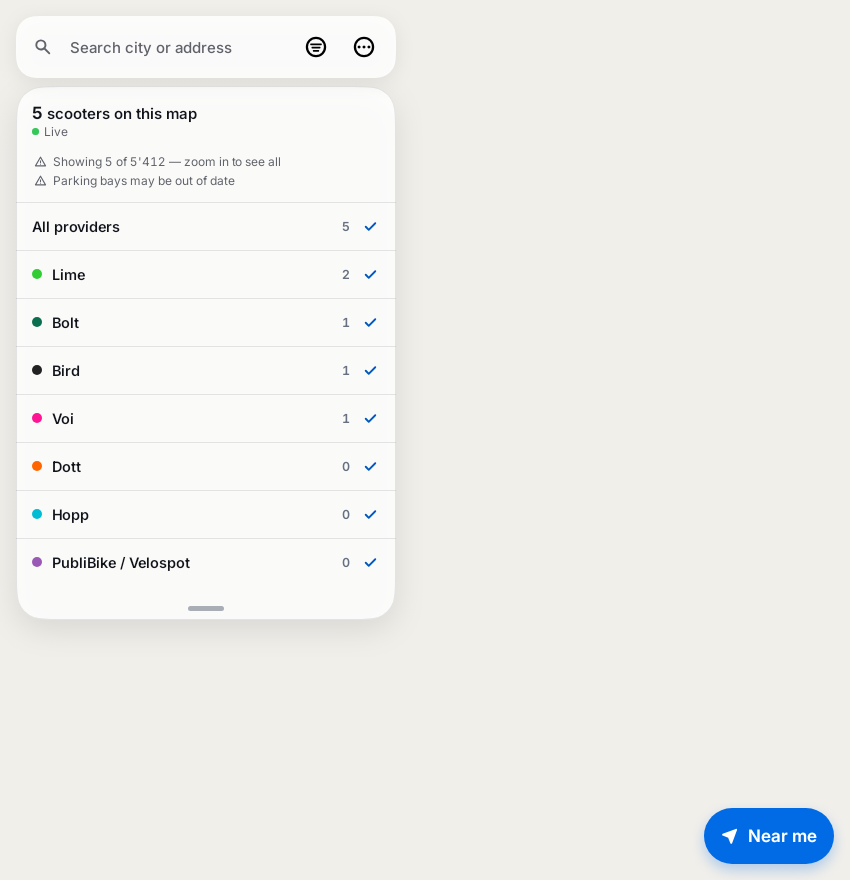 Search city or address
5 scooters on this map
Live
Showing 5 of 5'412 — zoom in to see all
Parking bays may be out of date
All providers 5
Lime 2
Bolt 1
Bird 1
Voi 1
Dott 0
Hopp 0
PubliBike / Velospot 0
Near me